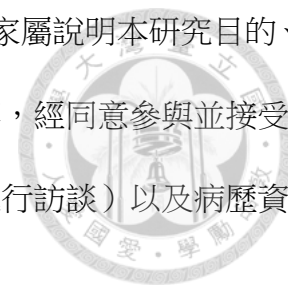 家屬說明本研究目的、
，經同意參與並接受
行訪談）以及病歷資